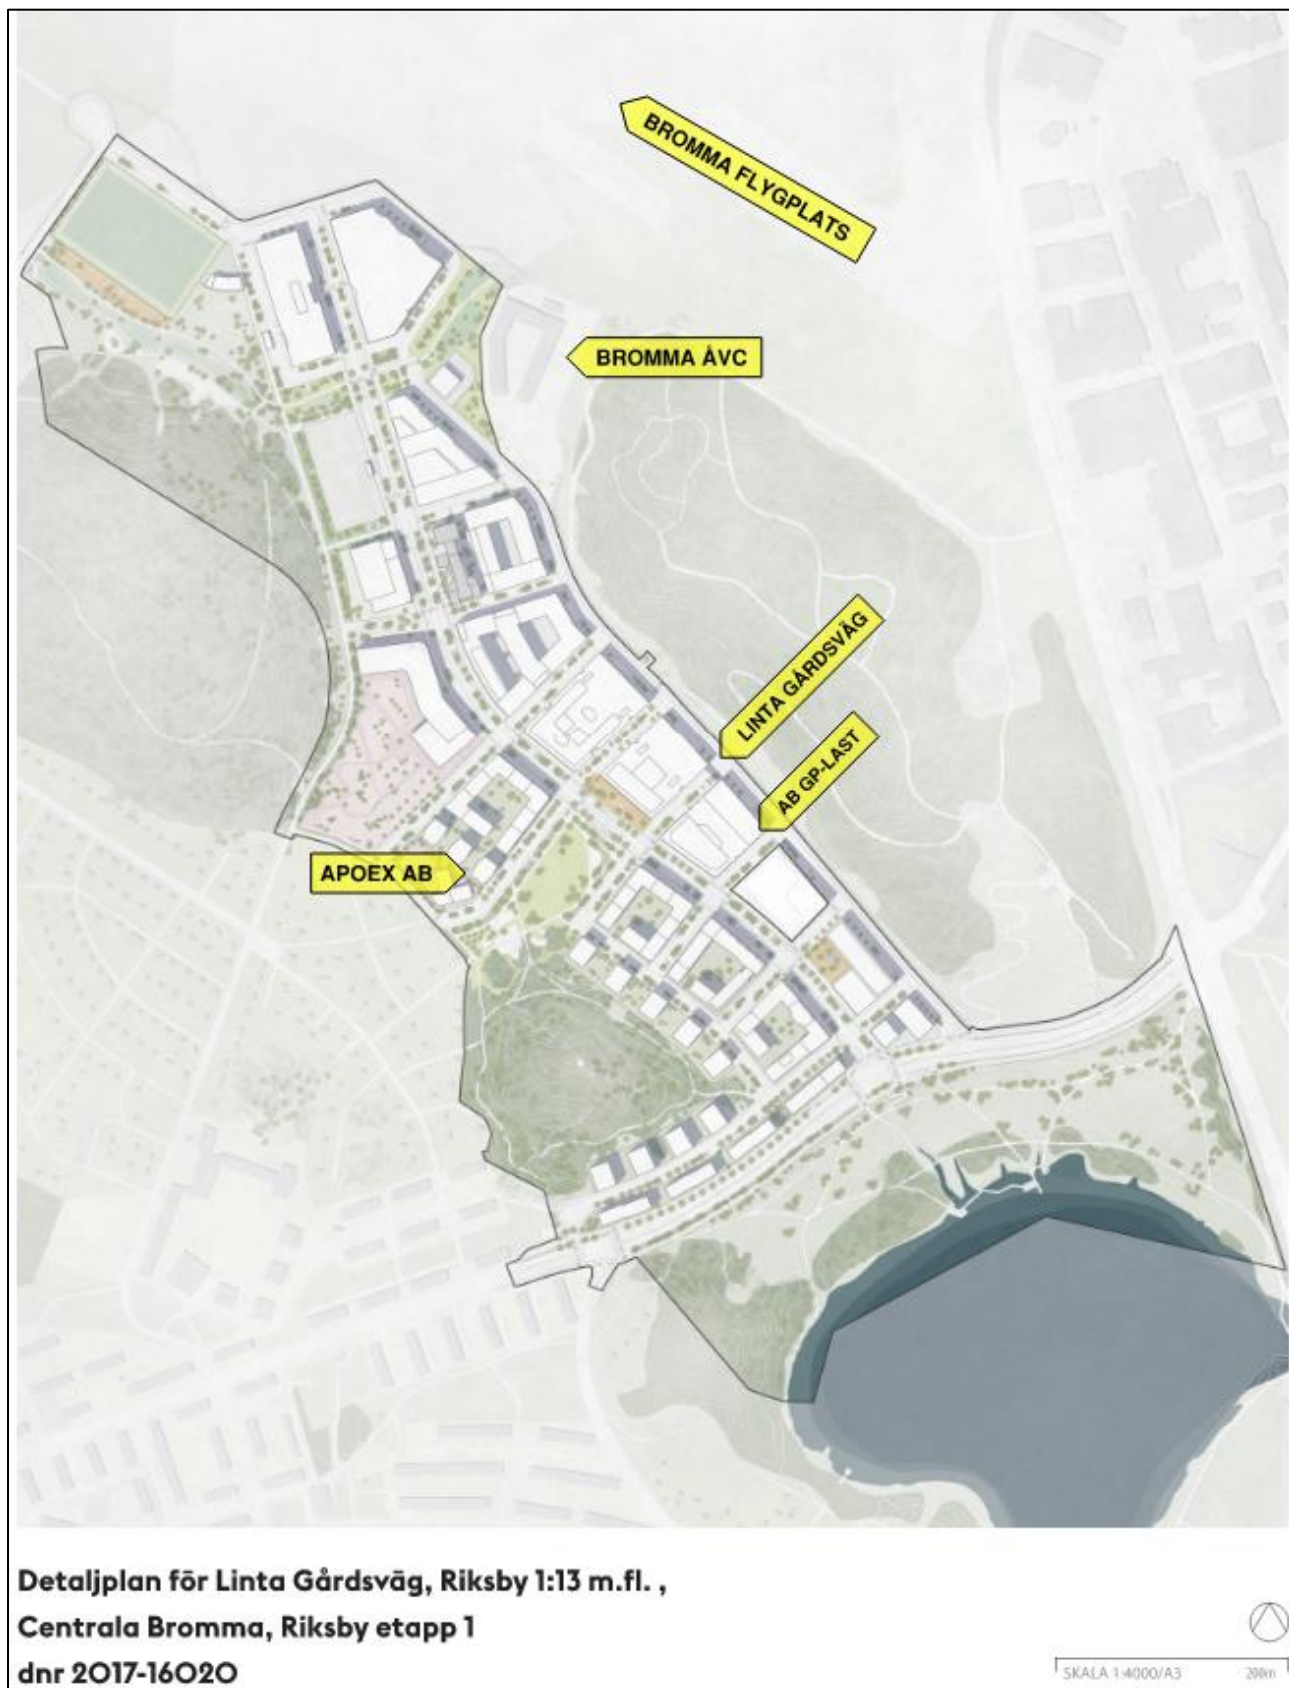 BROMMA FLYGPLATS
BROMMA ÅVC
LINTA GÅRDSVÄG
AB GP-LAST
APOEX AB
Detaljplan för Linta Gårdsväg, Riksby 1:13 m.fl. ,
Centrala Bromma, Riksby etapp 1
dnr 2017-16020
SKALA 1:4000/A3 200m